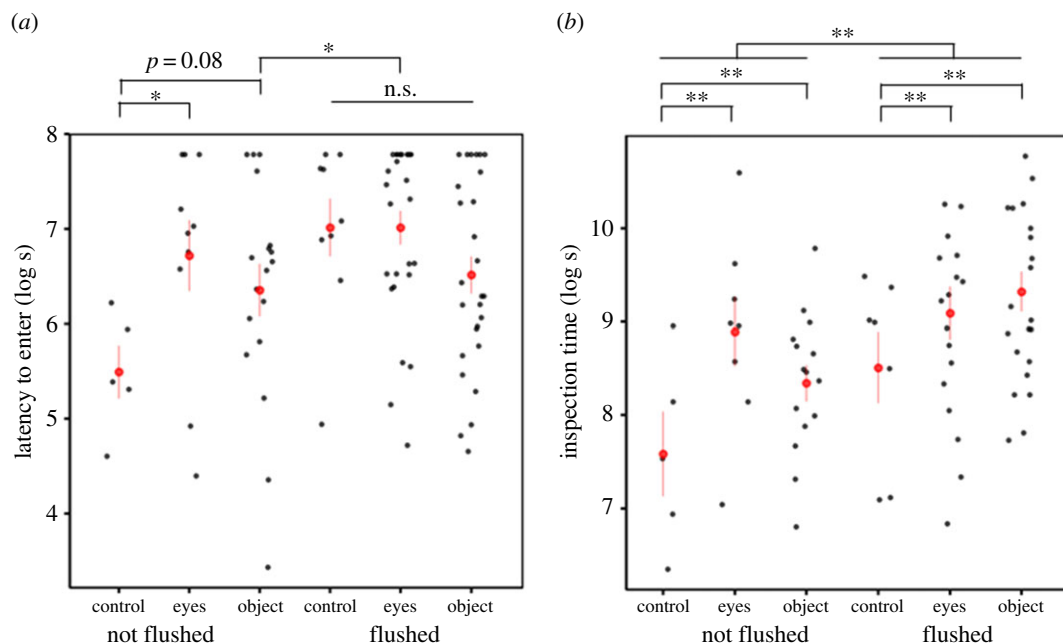 (a)
*
p = 0.08
*
n.s.
8
7
6
5
4
latency to enter (log s)
control eyes object control eyes object
not flushed flushed
(b)
**
** **
** **
10
9
8
7
inspection time (log s)
control eyes object control eyes object
not flushed flushed